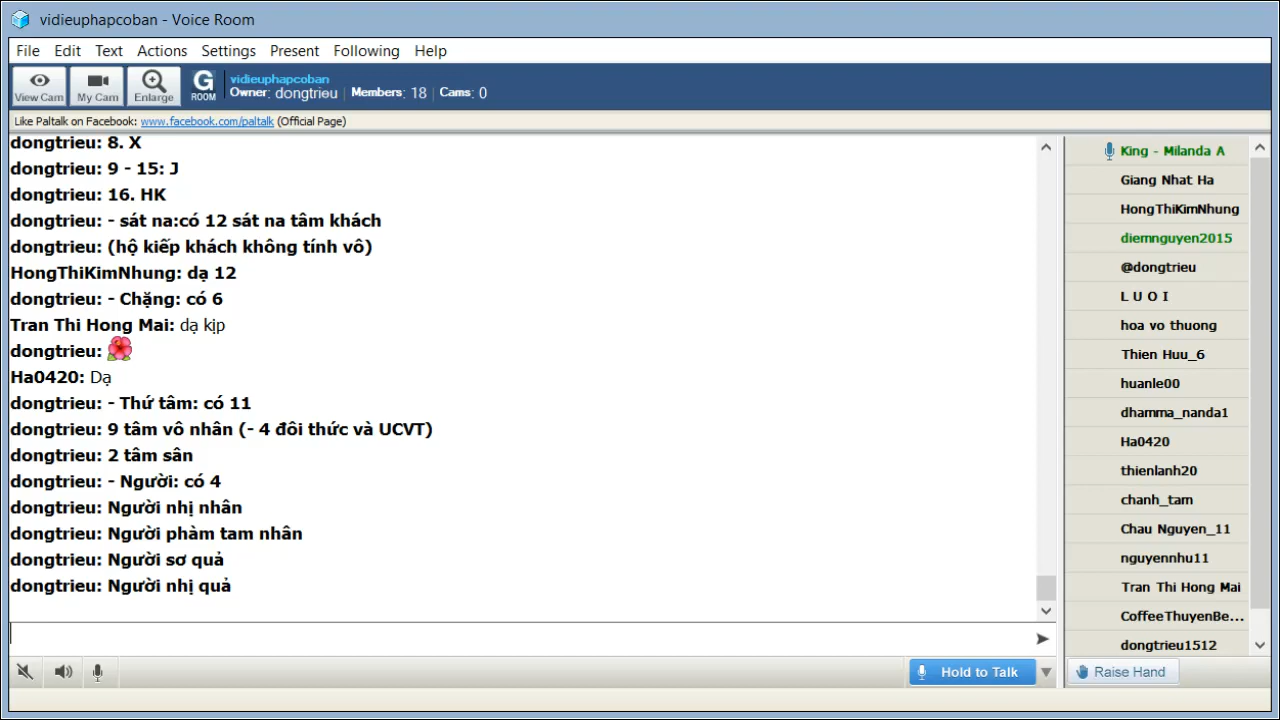 vidieuphapcoban - Voice Room
File Edit Text Actions Settings Present Following Help
View Cam
My Cam
Enlarge
G
ROOM
vidieuphapcoban
Owner: dongtrieu | Members: 18 | Cams: 0
Like Paltalk on Facebook: www.facebook.com/paltalk (Official Page)
dongtrieu: 8. X
dongtrieu: 9 - 15: J
dongtrieu: 16. HK
dongtrieu: - sát na:có 12 sát na tâm khách
dongtrieu: (hộ kiếp khách không tính vô)
HongThiKimNhung: dạ 12
dongtrieu: - Chặng: có 6
Tran Thi Hong Mai: dạ kịp
dongtrieu:
Ha0420: Dạ
dongtrieu: - Thứ tâm: có 11
dongtrieu: 9 tâm vô nhân (- 4 đôi thức và UCVT)
dongtrieu: 2 tâm sân
dongtrieu: - Người: có 4
dongtrieu: Người nhị nhân
dongtrieu: Người phàm tam nhân
dongtrieu: Người sơ quả
dongtrieu: Người nhị quả
King - Milanda A
Giang Nhat Ha
HongThiKimNhung
diemnguyen2015
@dongtrieu
L U O I
hoa vo thuong
Thien Huu_6
huanle00
dhamma_nanda1
Ha0420
thienlanh20
chanh_tam
Chau Nguyen_11
nguyennhu11
Tran Thi Hong Mai
CoffeeThuyenBe...
dongtrieu1512
Hold to Talk
Raise Hand